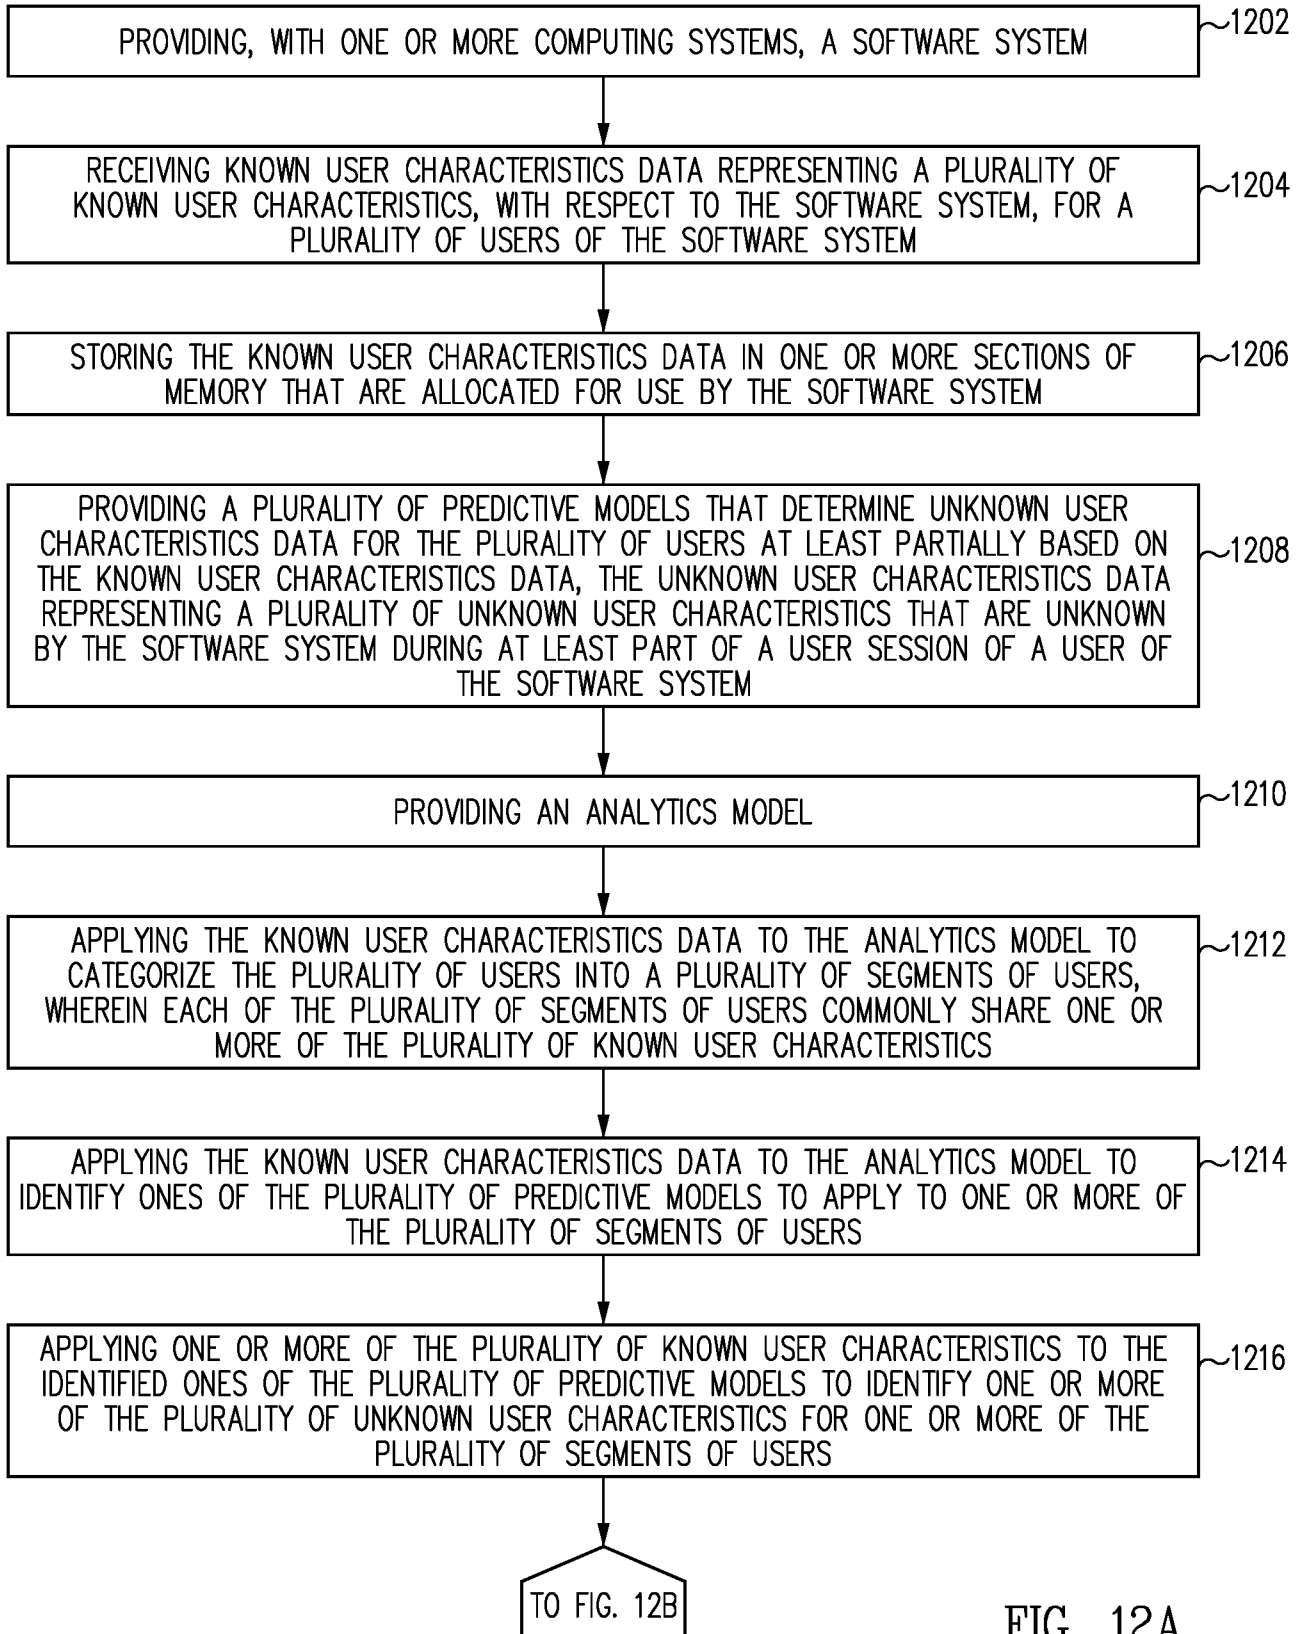 PROVIDING, WITH ONE OR MORE COMPUTING SYSTEMS, A SOFTWARE SYSTEM
1202
RECEIVING KNOWN USER CHARACTERISTICS DATA REPRESENTING A PLURALITY OF
KNOWN USER CHARACTERISTICS, WITH RESPECT TO THE SOFTWARE SYSTEM, FOR A
PLURALITY OF USERS OF THE SOFTWARE SYSTEM
1204
STORING THE KNOWN USER CHARACTERISTICS DATA IN ONE OR MORE SECTIONS OF
MEMORY THAT ARE ALLOCATED FOR USE BY THE SOFTWARE SYSTEM
1206
PROVIDING A PLURALITY OF PREDICTIVE MODELS THAT DETERMINE UNKNOWN USER
CHARACTERISTICS DATA FOR THE PLURALITY OF USERS AT LEAST PARTIALLY BASED ON
THE KNOWN USER CHARACTERISTICS DATA, THE UNKNOWN USER CHARACTERISTICS DATA
REPRESENTING A PLURALITY OF UNKNOWN USER CHARACTERISTICS THAT ARE UNKNOWN
BY THE SOFTWARE SYSTEM DURING AT LEAST PART OF A USER SESSION OF A USER OF
THE SOFTWARE SYSTEM
1208
PROVIDING AN ANALYTICS MODEL
1210
APPLYING THE KNOWN USER CHARACTERISTICS DATA TO THE ANALYTICS MODEL TO
CATEGORIZE THE PLURALITY OF USERS INTO A PLURALITY OF SEGMENTS OF USERS,
WHEREIN EACH OF THE PLURALITY OF SEGMENTS OF USERS COMMONLY SHARE ONE OR
MORE OF THE PLURALITY OF KNOWN USER CHARACTERISTICS
1212
APPLYING THE KNOWN USER CHARACTERISTICS DATA TO THE ANALYTICS MODEL TO
IDENTIFY ONES OF THE PLURALITY OF PREDICTIVE MODELS TO APPLY TO ONE OR MORE OF
THE PLURALITY OF SEGMENTS OF USERS
1214
APPLYING ONE OR MORE OF THE PLURALITY OF KNOWN USER CHARACTERISTICS TO THE
IDENTIFIED ONES OF THE PLURALITY OF PREDICTIVE MODELS TO IDENTIFY ONE OR MORE
OF THE PLURALITY OF UNKNOWN USER CHARACTERISTICS FOR ONE OR MORE OF THE
PLURALITY OF SEGMENTS OF USERS
1216
TO FIG. 12B
FIG. 12A